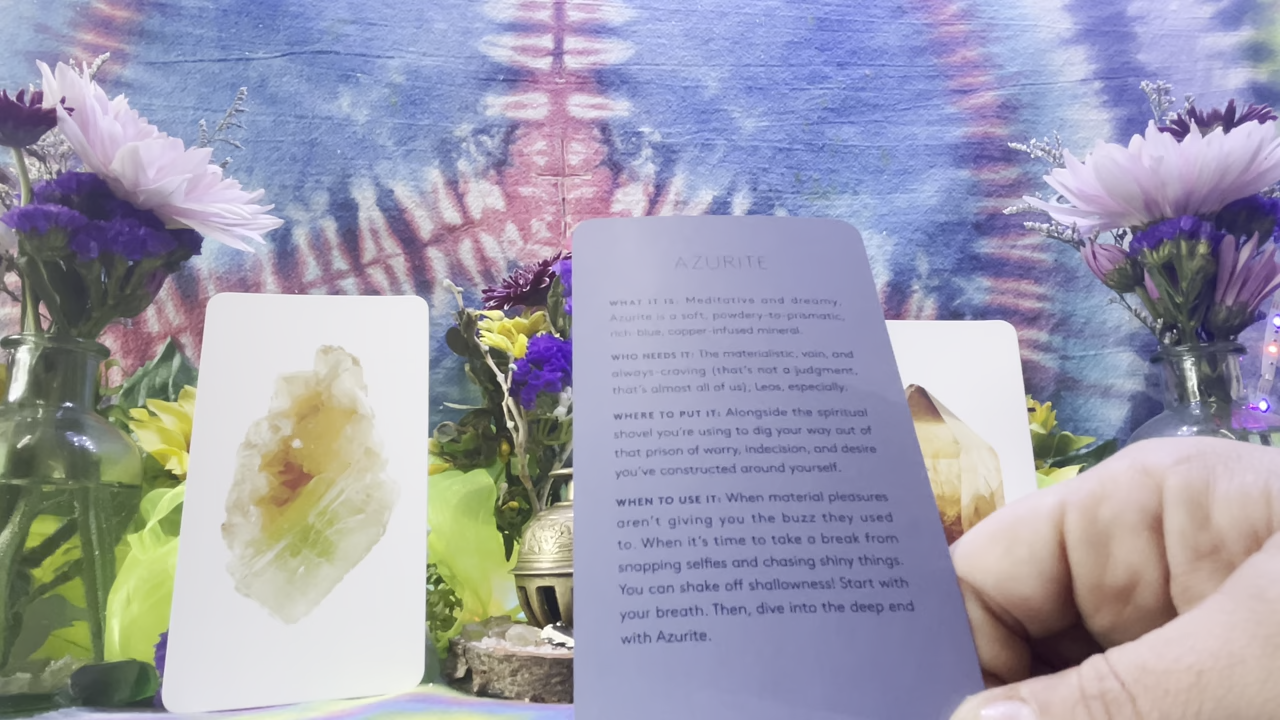 AZURITE
WHAT IT IS: Meditative and dreamy,
Azurite is a soft, powdery-to-prismatic,
rich blue, copper-infused mineral.
WHO NEEDS IT: The materialistic, vain, and
always-craving (that's not a judgment,
that's almost all of us); Leos, especially.
WHERE TO PUT IT: Alongside the spiritual
shovel you're using to dig your way out of
that prison of worry, indecision, and desire
you've constructed around yourself.
WHEN TO USE IT: When material pleasures
aren't giving you the buzz they used
to. When it's time to take a break from
snapping selfies and chasing shiny things.
You can shake off shallowness! Start with
your breath. Then, dive into the deep end
with Azurite.